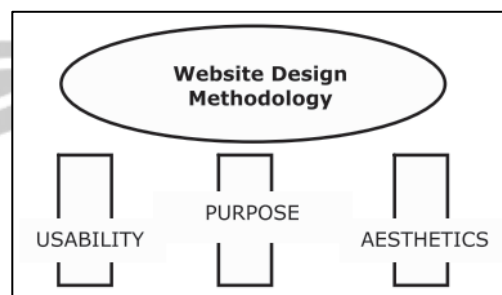 Website Design
Methodology
PURPOSE
USABILITY
AESTHETICS